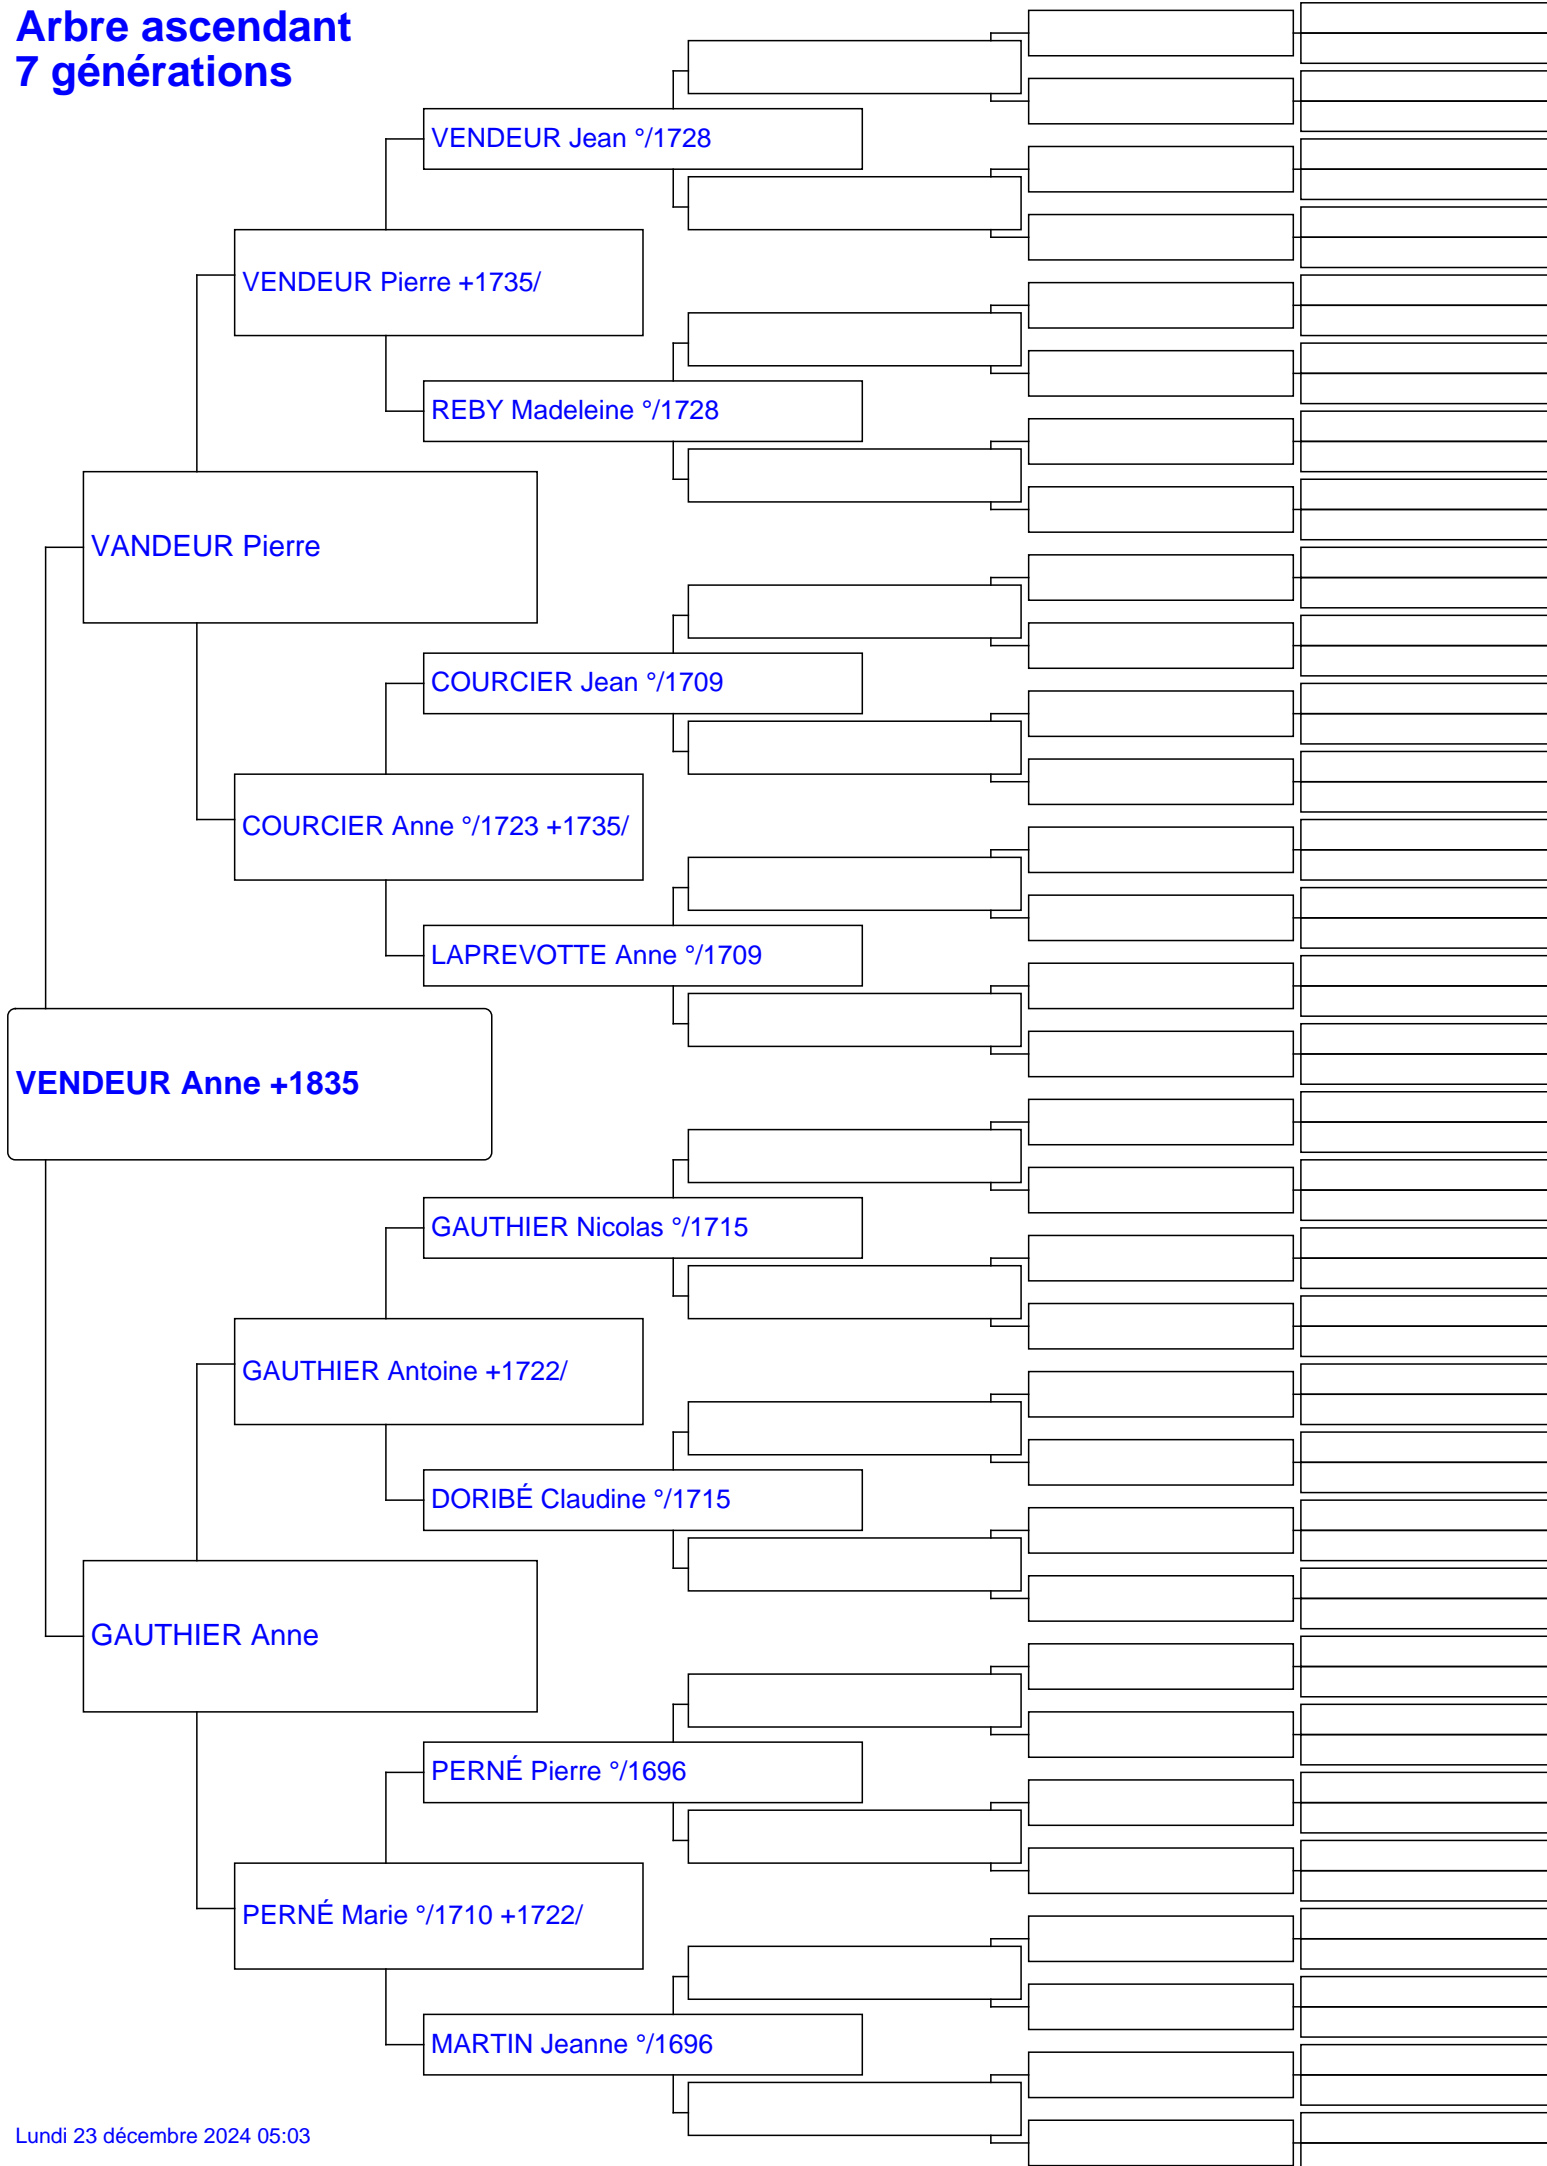 Arbre ascendant
7 générations
VENDEUR Jean °/1728
VENDEUR Pierre +1735/
REBY Madeleine °/1728
VANDEUR Pierre
COURCIER Jean °/1709
COURCIER Anne °/1723 +1735/
LAPREVOTTE Anne °/1709
VENDEUR Anne +1835
GAUTHIER Nicolas °/1715
GAUTHIER Antoine +1722/
DORIBÉ Claudine °/1715
GAUTHIER Anne
PERNÉ Pierre °/1696
PERNÉ Marie °/1710 +1722/
MARTIN Jeanne °/1696
Lundi 23 décembre 2024 05:03